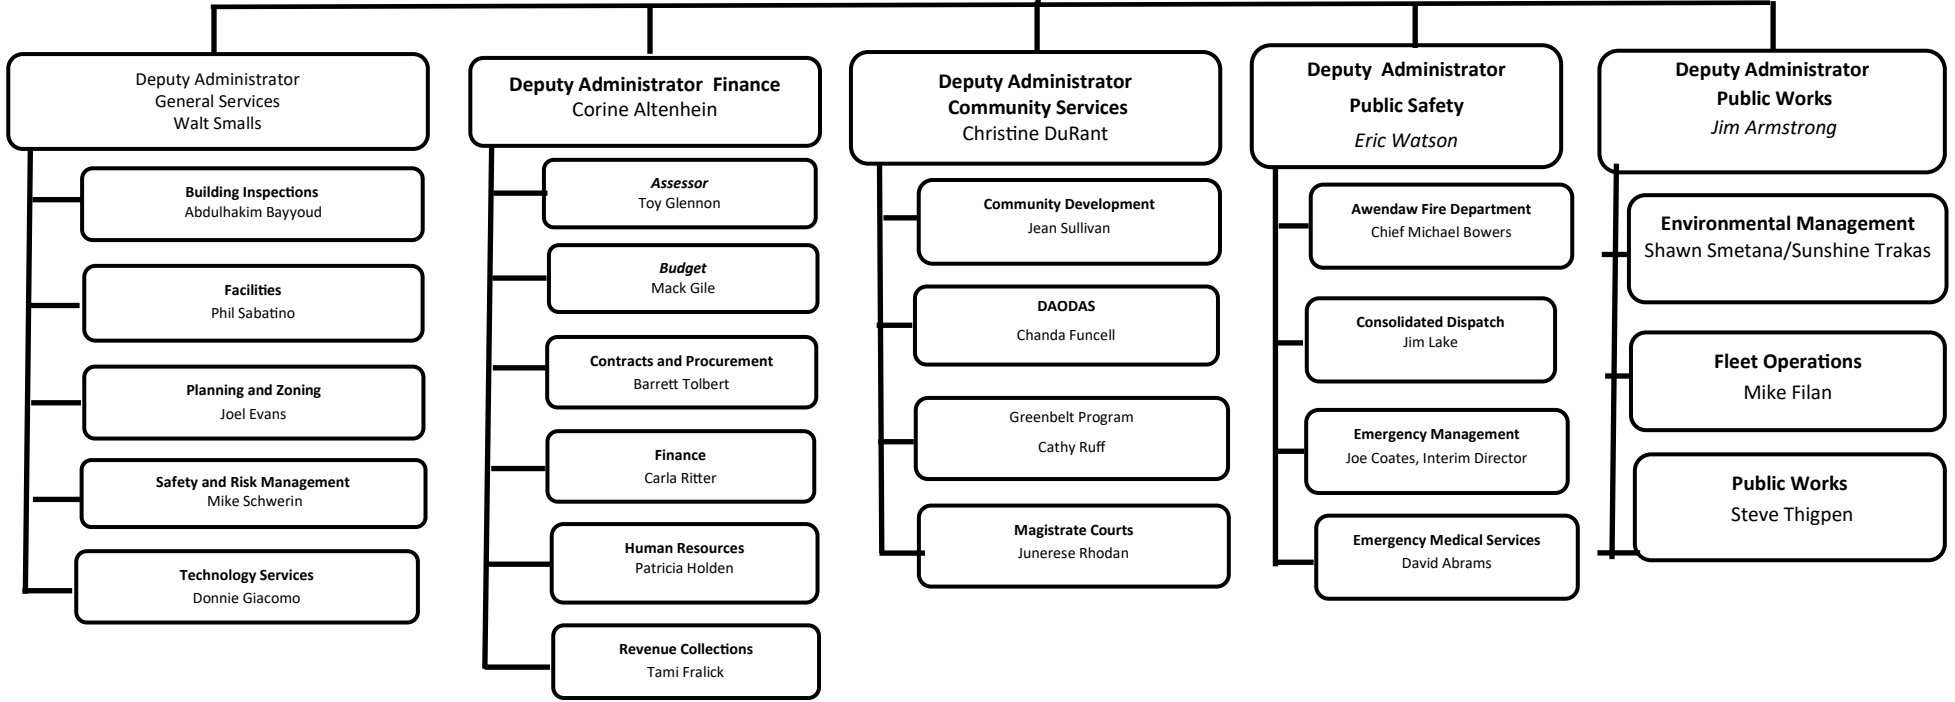 Deputy Administrator
General Services
Walt Smalls
Building Inspections
Abdulhakim Bayyoud
Facilities
Phil Sabatino
Planning and Zoning
Joel Evans
Safety and Risk Management
Mike Schwerin
Technology Services
Donnie Giacomo
Deputy Administrator Finance
Corine Altenhein
Assessor
Toy Glennon
Budget
Mack Gile
Contracts and Procurement
Barrett Tolbert
Finance
Carla Ritter
Human Resources
Patricia Holden
Revenue Collections
Tami Fralick
Deputy Administrator
Community Services
Christine DuRant
Community Development
Jean Sullivan
DAODAS
Chanda Funcell
Greenbelt Program
Cathy Ruff
Magistrate Courts
Junerese Rhodan
Deputy Administrator
Public Safety
Eric Watson
Awendaw Fire Department
Chief Michael Bowers
Consolidated Dispatch
Jim Lake
Emergency Management
Joe Coates, Interim Director
Emergency Medical Services
David Abrams
Deputy Administrator
Public Works
Jim Armstrong
Environmental Management
Shawn Smetana/Sunshine Trakas
Fleet Operations
Mike Filan
Public Works
Steve Thigpen